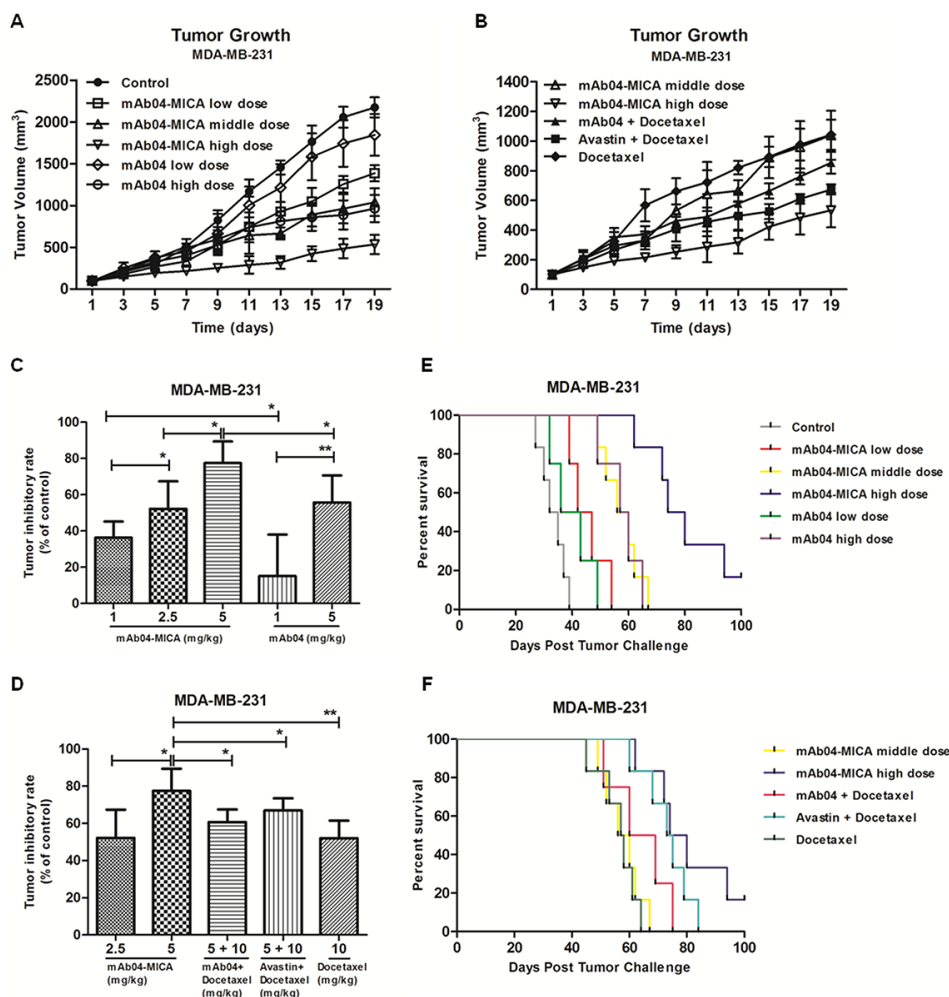 A
Tumor Growth
MDA-MB-231
Tumor Volume (mm³)
2500
2000
1500
1000
500
0
Control
mAb04-MICA low dose
mAb04-MICA middle dose
mAb04-MICA high dose
mAb04 low dose
mAb04 high dose
1 3 5 7 9 11 13 15 17 19
Time (days)
B
Tumor Growth
MDA-MB-231
Tumor Volume (mm³)
1400
1200
1000
800
600
400
200
0
mAb04-MICA middle dose
mAb04-MICA high dose
mAb04 + Docetaxel
Avastin + Docetaxel
Docetaxel
1 3 5 7 9 11 13 15 17 19
Time (days)
C
MDA-MB-231
Tumor inhibitory rate
(% of control)
100
80
60
40
20
0
* * * * **
1 2.5 5 1 5
mAb04-MICA (mg/kg) mAb04 (mg/kg)
E
MDA-MB-231
Percent survival
100
80
60
40
20
0
0 20 40 60 80 100
Days Post Tumor Challenge
Control
mAb04-MICA low dose
mAb04-MICA middle dose
mAb04-MICA high dose
mAb04 low dose
mAb04 high dose
D
MDA-MB-231
Tumor inhibitory rate
(% of control)
100
80
60
40
20
0
** * * *
2.5 5 5 + 10 5 + 10 10
mAb04-MICA mAb04+ Avastin+ Docetaxel
(mg/kg) Docetaxel Docetaxel (mg/kg)
(mg/kg) (mg/kg)
F
MDA-MB-231
Percent survival
100
80
60
40
20
0
0 20 40 60 80 100
Days Post Tumor Challenge
mAb04-MICA middle dose
mAb04-MICA high dose
mAb04 + Docetaxel
Avastin + Docetaxel
Docetaxel